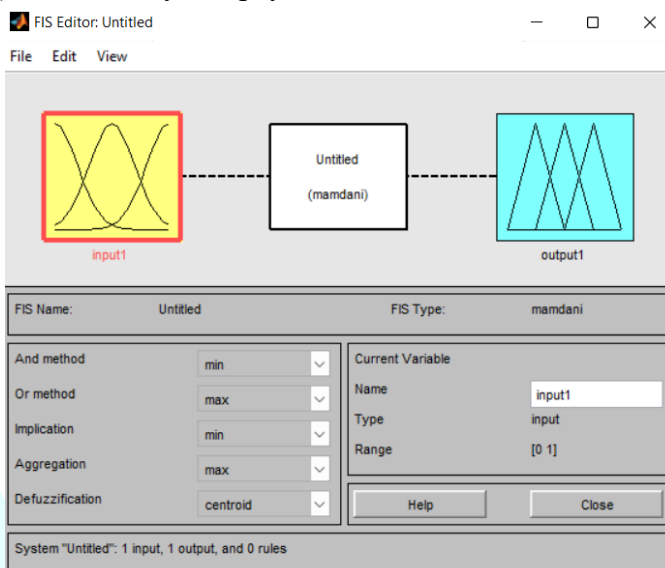 FIS Editor: Untitled
File Edit View
Untitled
(mamdani)
input1
output1
FIS Name: Untitled FIS Type: mamdani
And method min
Or method max
Implication min
Aggregation max
Defuzzification centroid
Current Variable
Name input1
Type input
Range [0 1]
Help Close
System "Untitled": 1 input, 1 output, and 0 rules